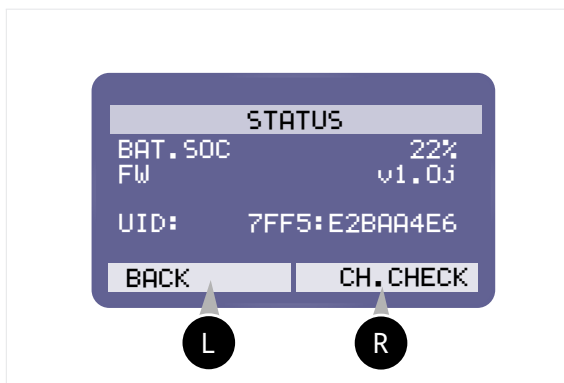 STATUS
BAT.SOC 22%
FW v1.0j
UID: 7FF5:E2BAA4E6
BACK CH.CHECK
L R